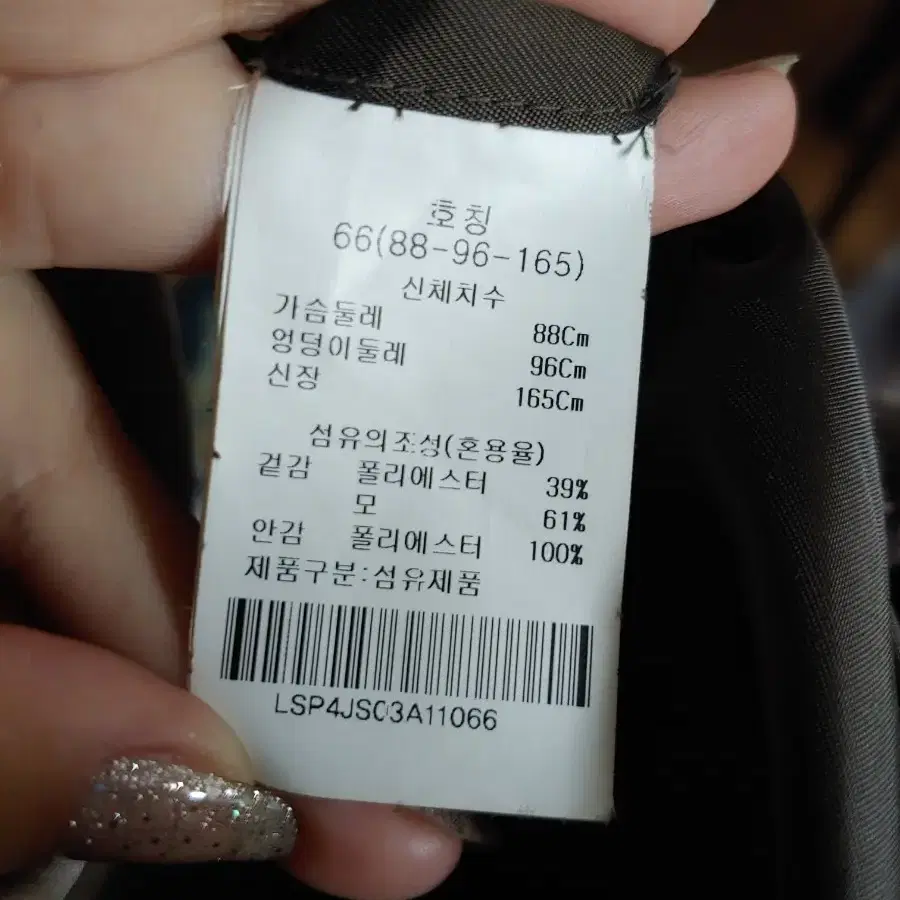 호칭
66(88-96-165)
신체치수
가슴둘레 88Cm
엉덩이둘레 96Cm
신장 165Cm
섬유의조성(혼용율)
겉감 폴리에스터 39%
모 61%
안감 폴리에스터 100%
제품구분:섬유제품
LSP4JS03A11066